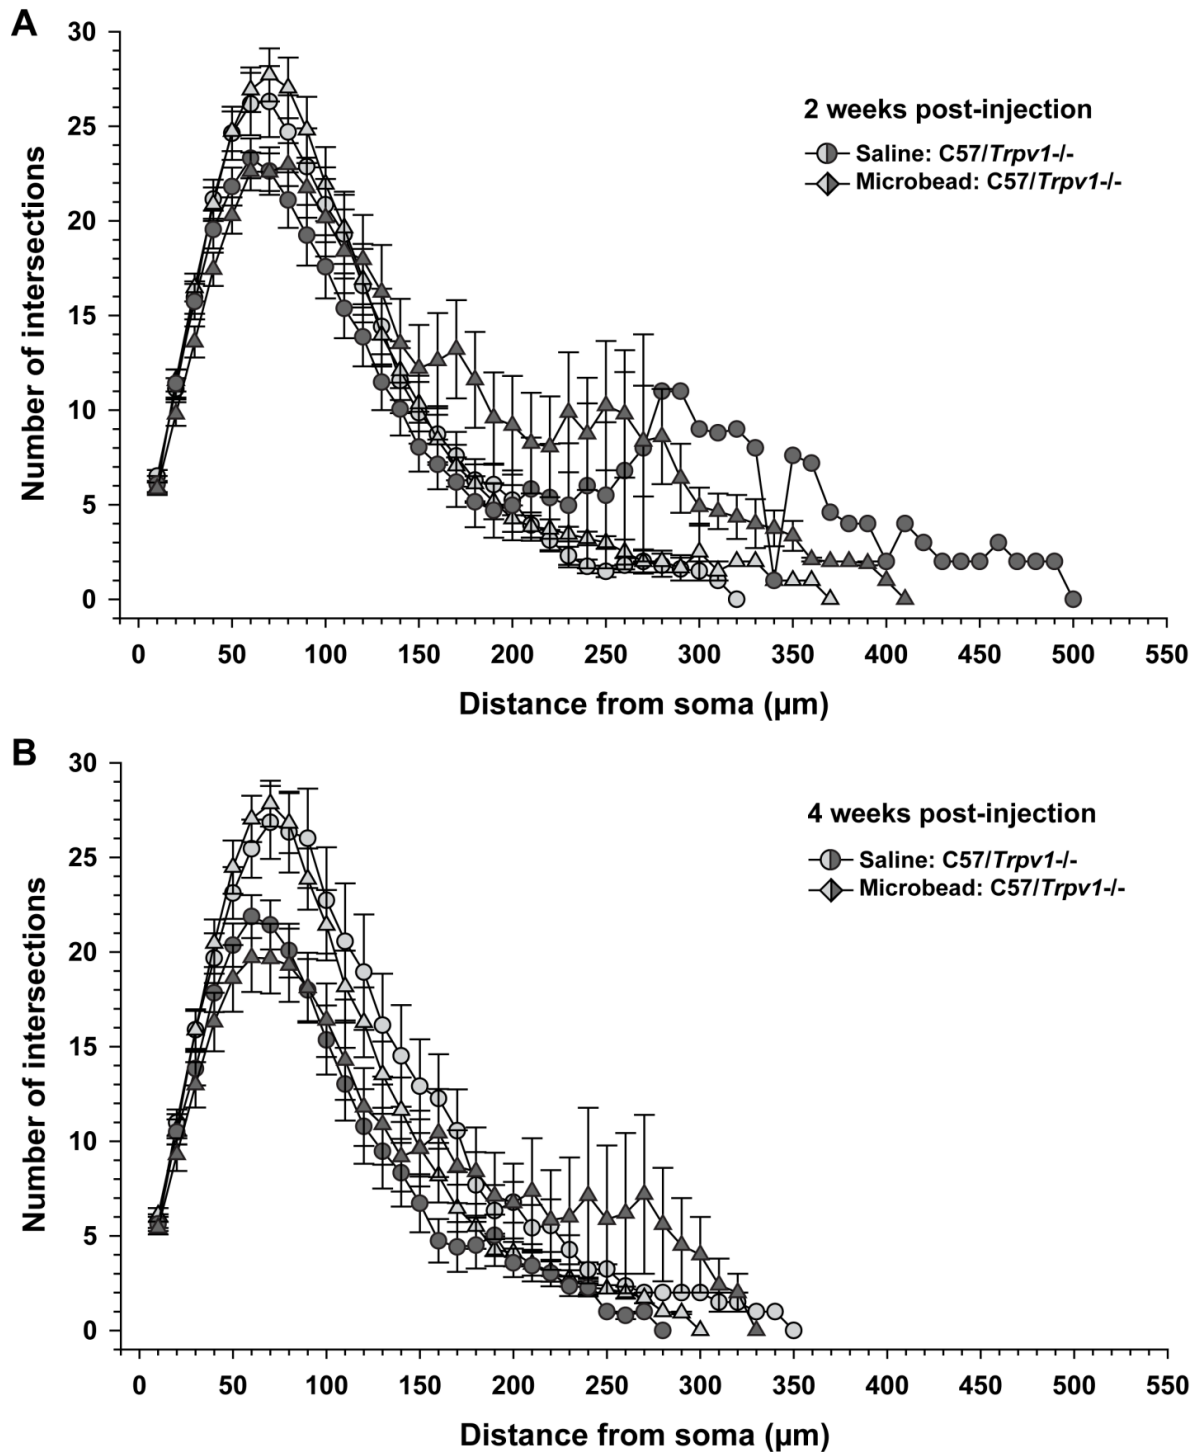 A
30
25
20
15
10
5
0
Number of intersections
2 weeks post-injection
Saline: C57/Trpv1-/-
Microbead: C57/Trpv1-/-
0 50 100 150 200 250 300 350 400 450 500 550
Distance from soma (µm)
B
30
25
20
15
10
5
0
Number of intersections
4 weeks post-injection
Saline: C57/Trpv1-/-
Microbead: C57/Trpv1-/-
0 50 100 150 200 250 300 350 400 450 500 550
Distance from soma (µm)